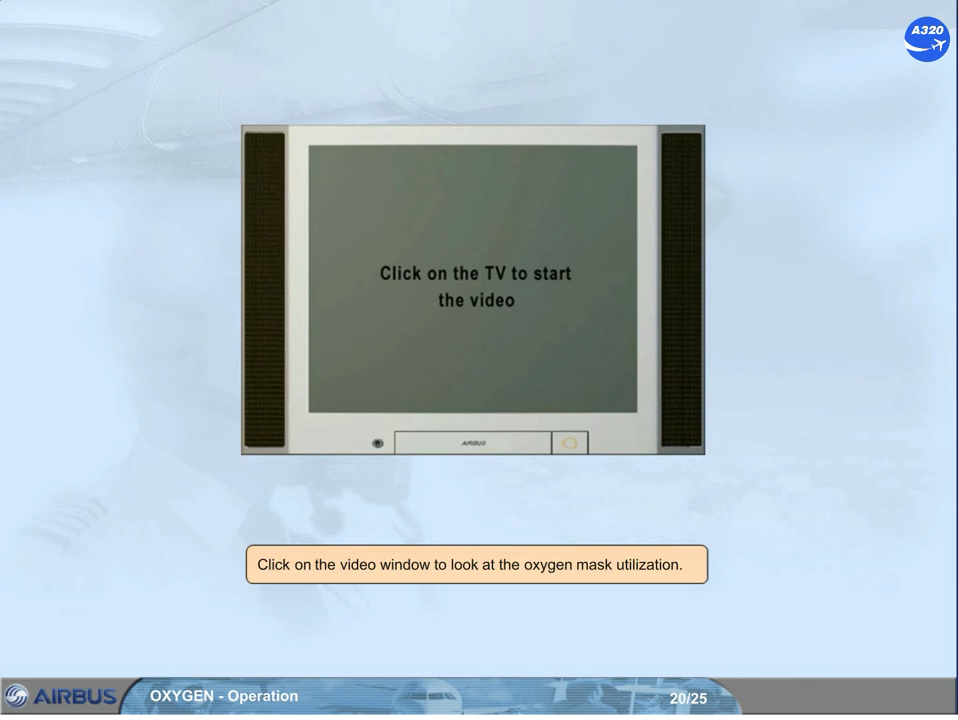 A320
Click on the TV to start
the video
AIRBUS
Click on the video window to look at the oxygen mask utilization.
AIRBUS
OXYGEN - Operation
20/25